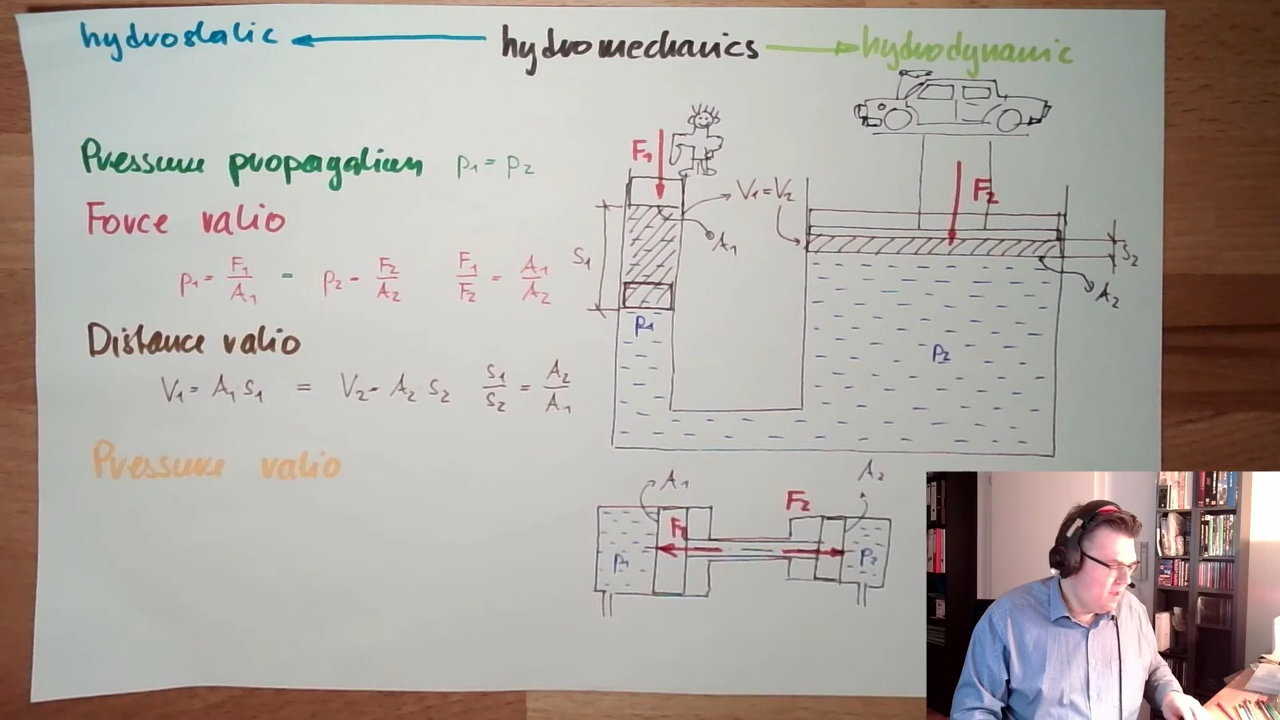 hydrostatic ← hydromechanics → hydrodynamic
Pressure propagation p₁ = p₂
Force ratio
p₁ = F₁/A₁ = p₂ = F₂/A₂ F₁/F₂ = A₁/A₂
Distance ratio
V₁ = A₁ s₁ = V₂ = A₂ s₂ s₁/s₂ = A₂/A₁
Pressure ratio
F₁
V₁ = V₂
F₂
A₁
s₁
s₂
A₂
p₁
p₂
A₁
A₂
F₂
F₁
p₁
p₂